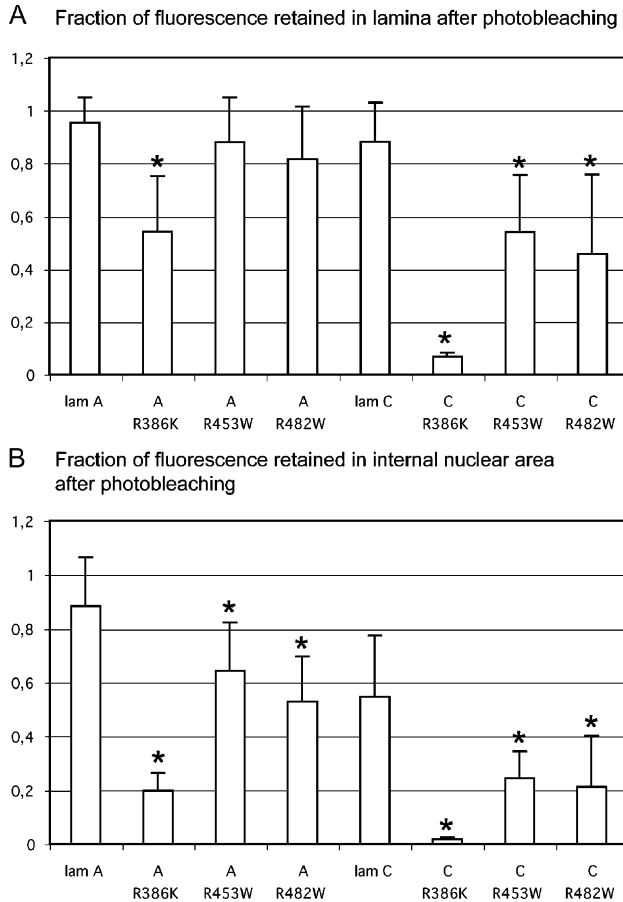 A Fraction of fluorescence retained in lamina after photobleaching
1,2
1
0,8
0,6
0,4
0,2
0
* * * * *
lam A A A A lam C C C C
R386K R453W R482W R386K R453W R482W
B Fraction of fluorescence retained in internal nuclear area
after photobleaching
1,2
1
0,8
0,6
0,4
0,2
0
* * * * * *
lam A A A A lam C C C C
R386K R453W R482W R386K R453W R482W